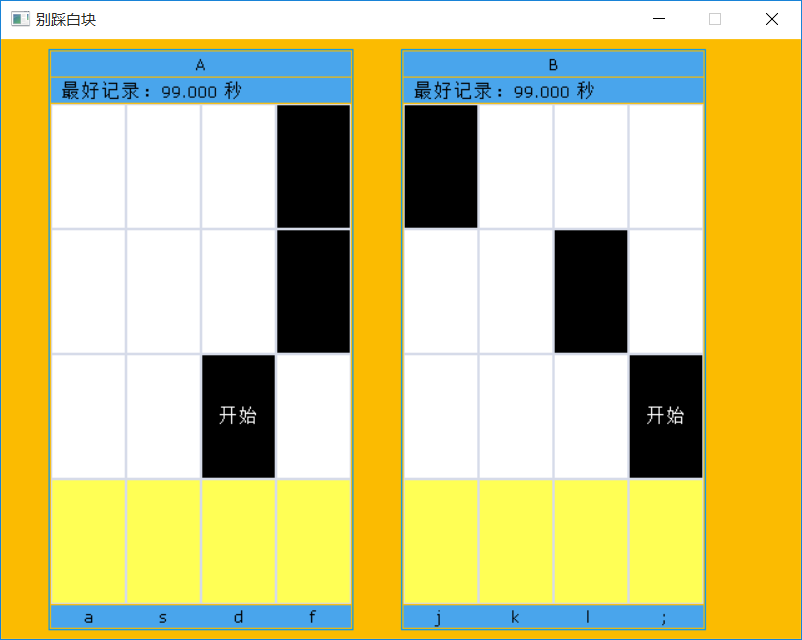 别踩白块
A
最好记录：99.000 秒
开始
a s d f
B
最好记录：99.000 秒
开始
j k l ;